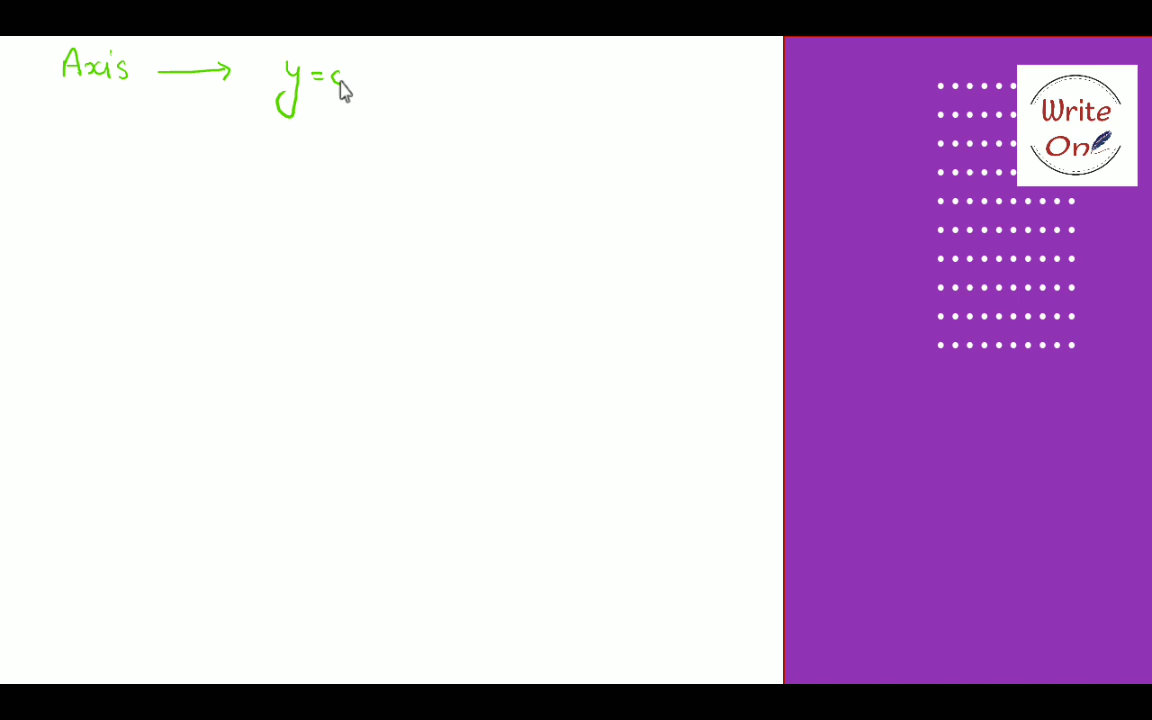 Axis ⟶ y =
Write
On